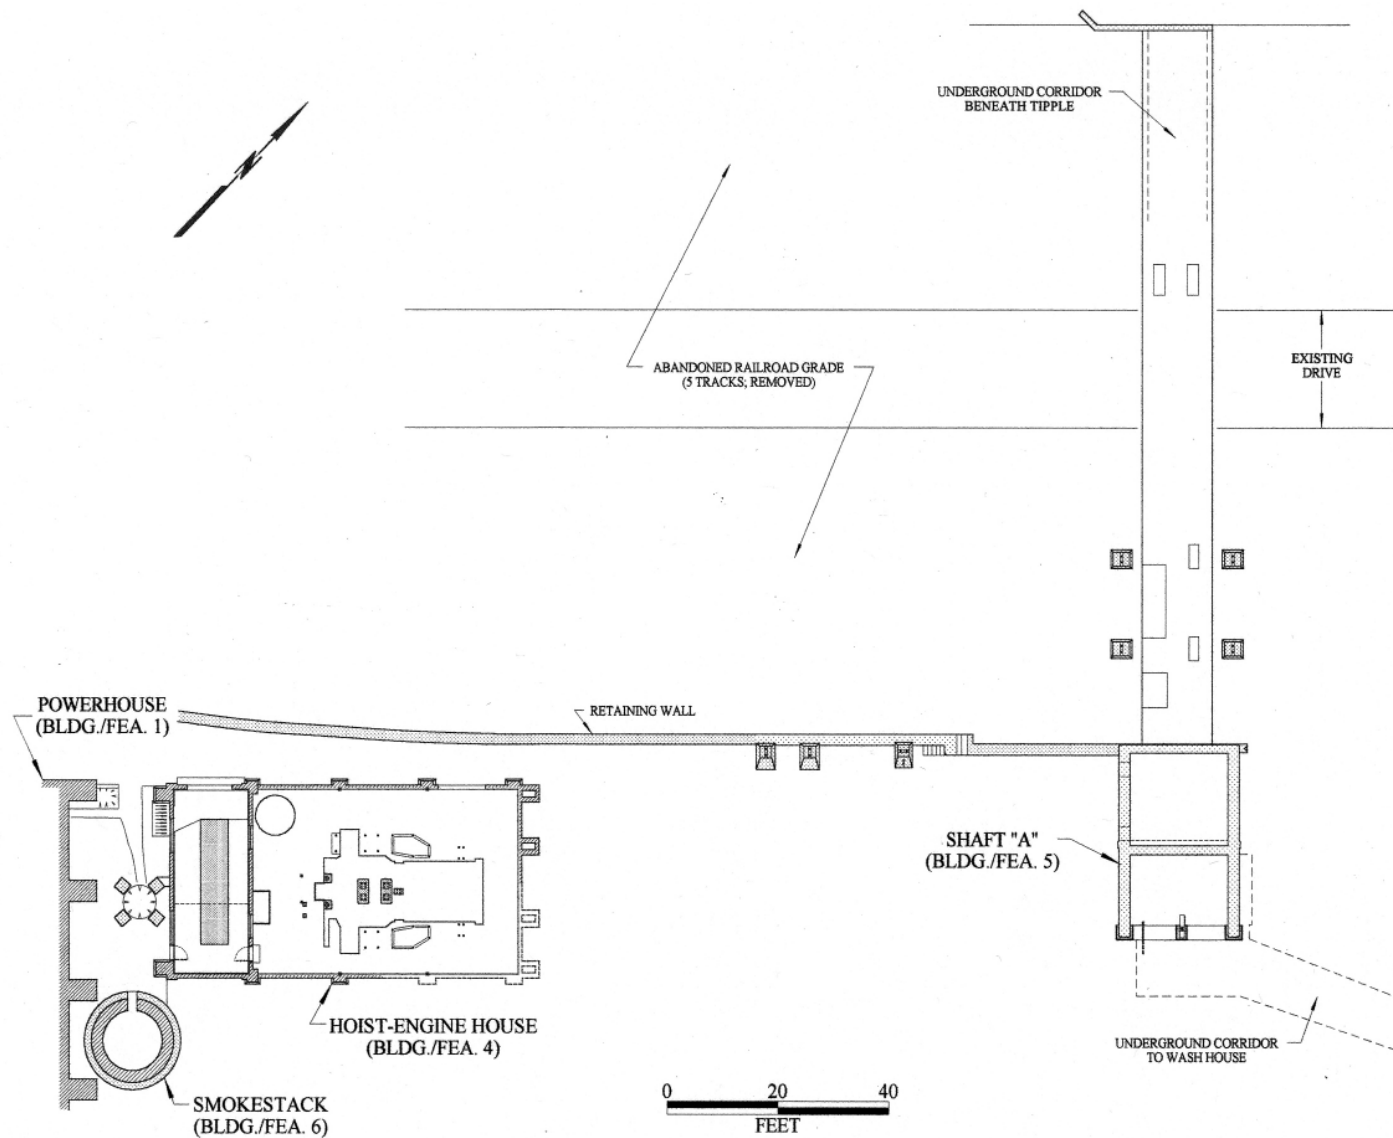 UNDERGROUND CORRIDOR
BENEATH TIPPLE
N
ABANDONED RAILROAD GRADE
(5 TRACKS; REMOVED)
EXISTING
DRIVE
POWERHOUSE
(BLDG./FEA. 1)
RETAINING WALL
SHAFT "A"
(BLDG./FEA. 5)
HOIST-ENGINE HOUSE
(BLDG./FEA. 4)
UNDERGROUND CORRIDOR
TO WASH HOUSE
SMOKESTACK
(BLDG./FEA. 6)
0 20 40
FEET